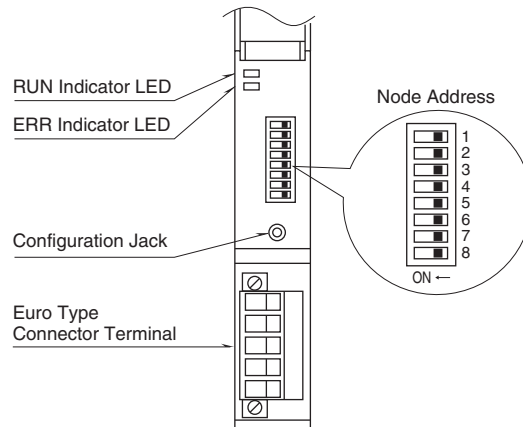 RUN Indicator LED
ERR Indicator LED
Node Address
1
2
3
4
5
6
7
8
ON ←
Configuration Jack
Euro Type
Connector Terminal